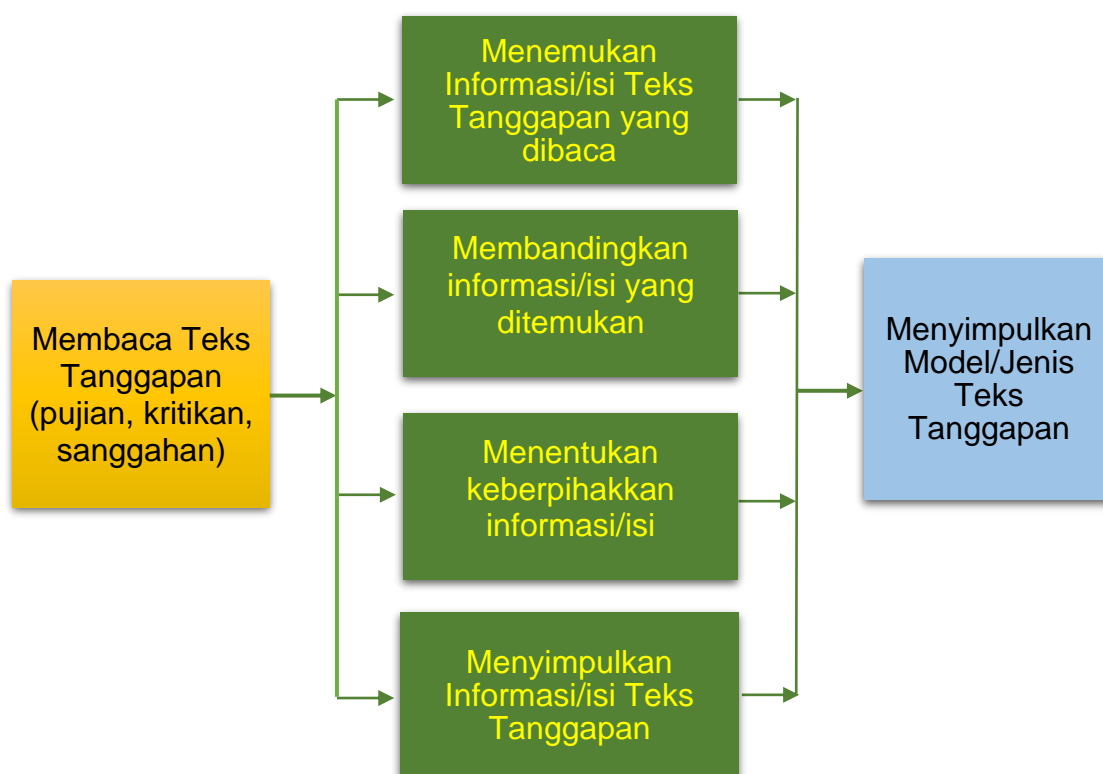 Membaca Teks
Tanggapan
(pujian, kritikan,
sanggahan)
Menemukan
Informasi/isi Teks
Tanggapan yang
dibaca
Membandingkan
informasi/isi yang
ditemukan
Menentukan
keberpihakkan
informasi/isi
Menyimpulkan
Informasi/isi Teks
Tanggapan
Menyimpulkan
Model/Jenis
Teks
Tanggapan